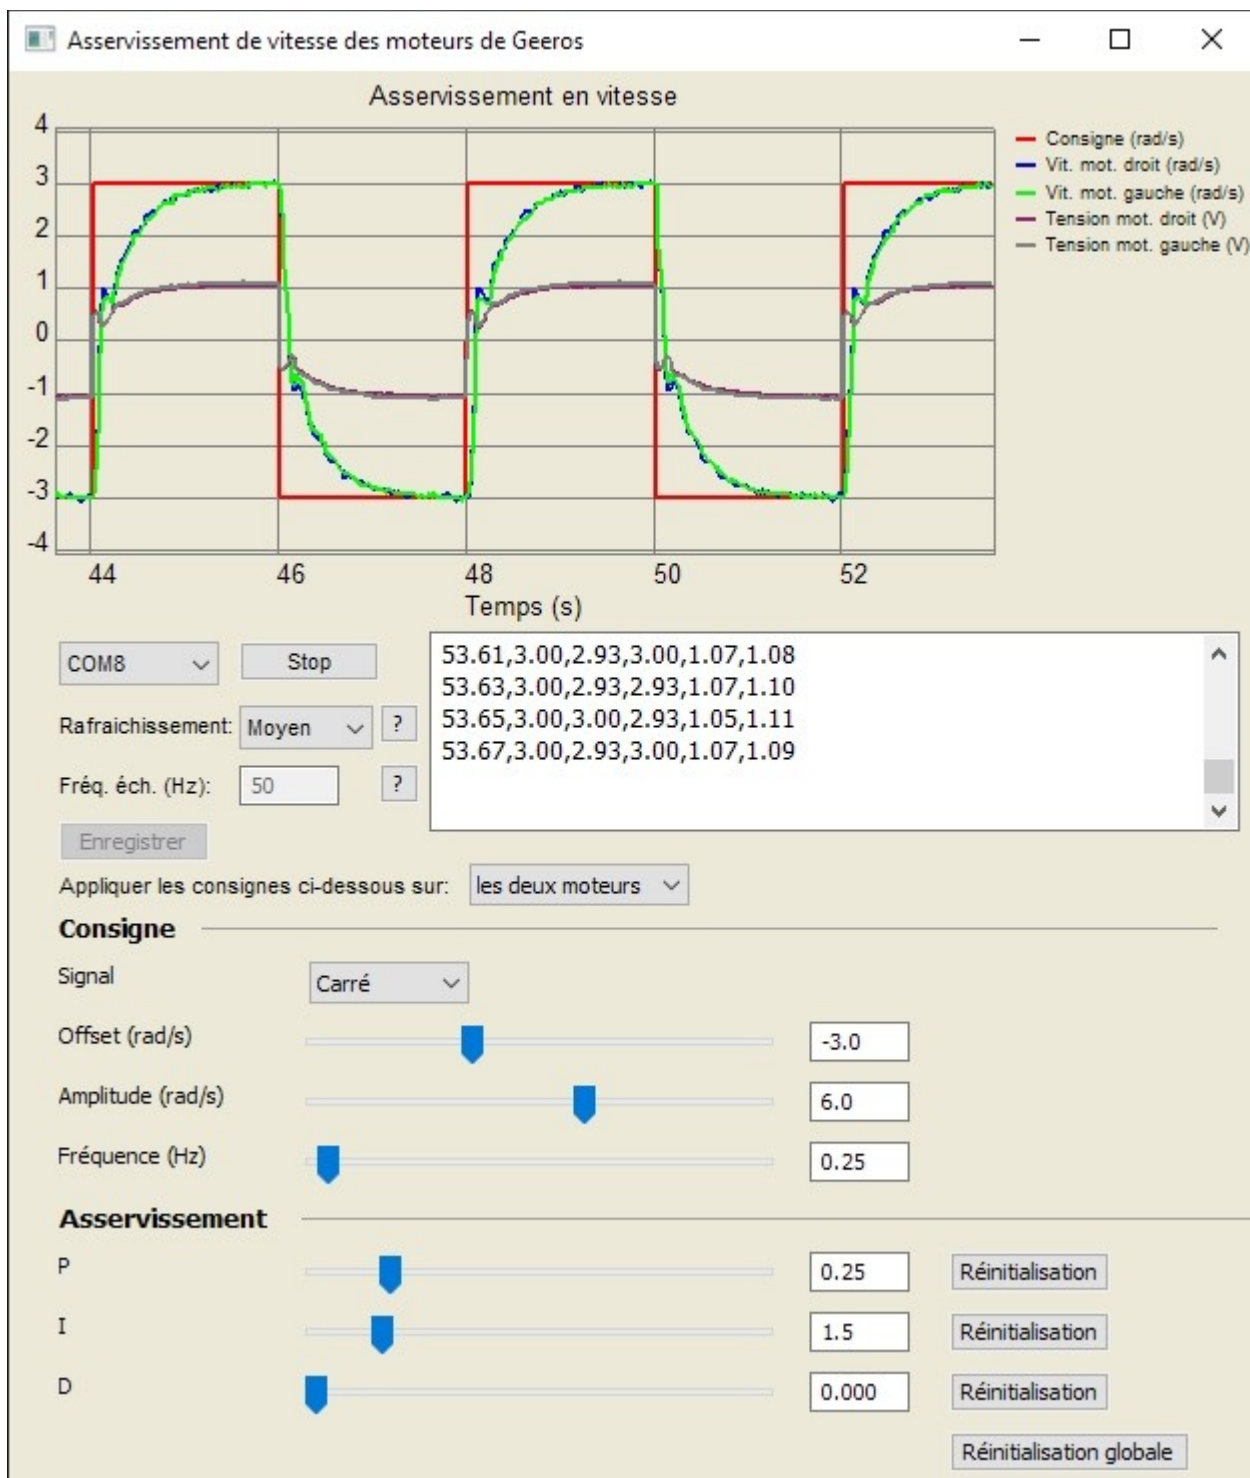 Asservissement de vitesse des moteurs de Geeros
Asservissement en vitesse
4
3
2
1
0
-1
-2
-3
-4
44 46 48 50 52
Temps (s)
Consigne (rad/s)
Vit. mot. droit (rad/s)
Vit. mot. gauche (rad/s)
Tension mot. droit (V)
Tension mot. gauche (V)
COM8 Stop
Rafraichissement: Moyen ?
Fréq. éch. (Hz): 50 ?
Enregistrer
53.61,3.00,2.93,3.00,1.07,1.08
53.63,3.00,2.93,2.93,1.07,1.10
53.65,3.00,3.00,2.93,1.05,1.11
53.67,3.00,2.93,3.00,1.07,1.09
Appliquer les consignes ci-dessous sur: les deux moteurs
Consigne
Signal Carré
Offset (rad/s) -3.0
Amplitude (rad/s) 6.0
Fréquence (Hz) 0.25
Asservissement
P 0.25 Réinitialisation
I 1.5 Réinitialisation
D 0.000 Réinitialisation
Réinitialisation globale